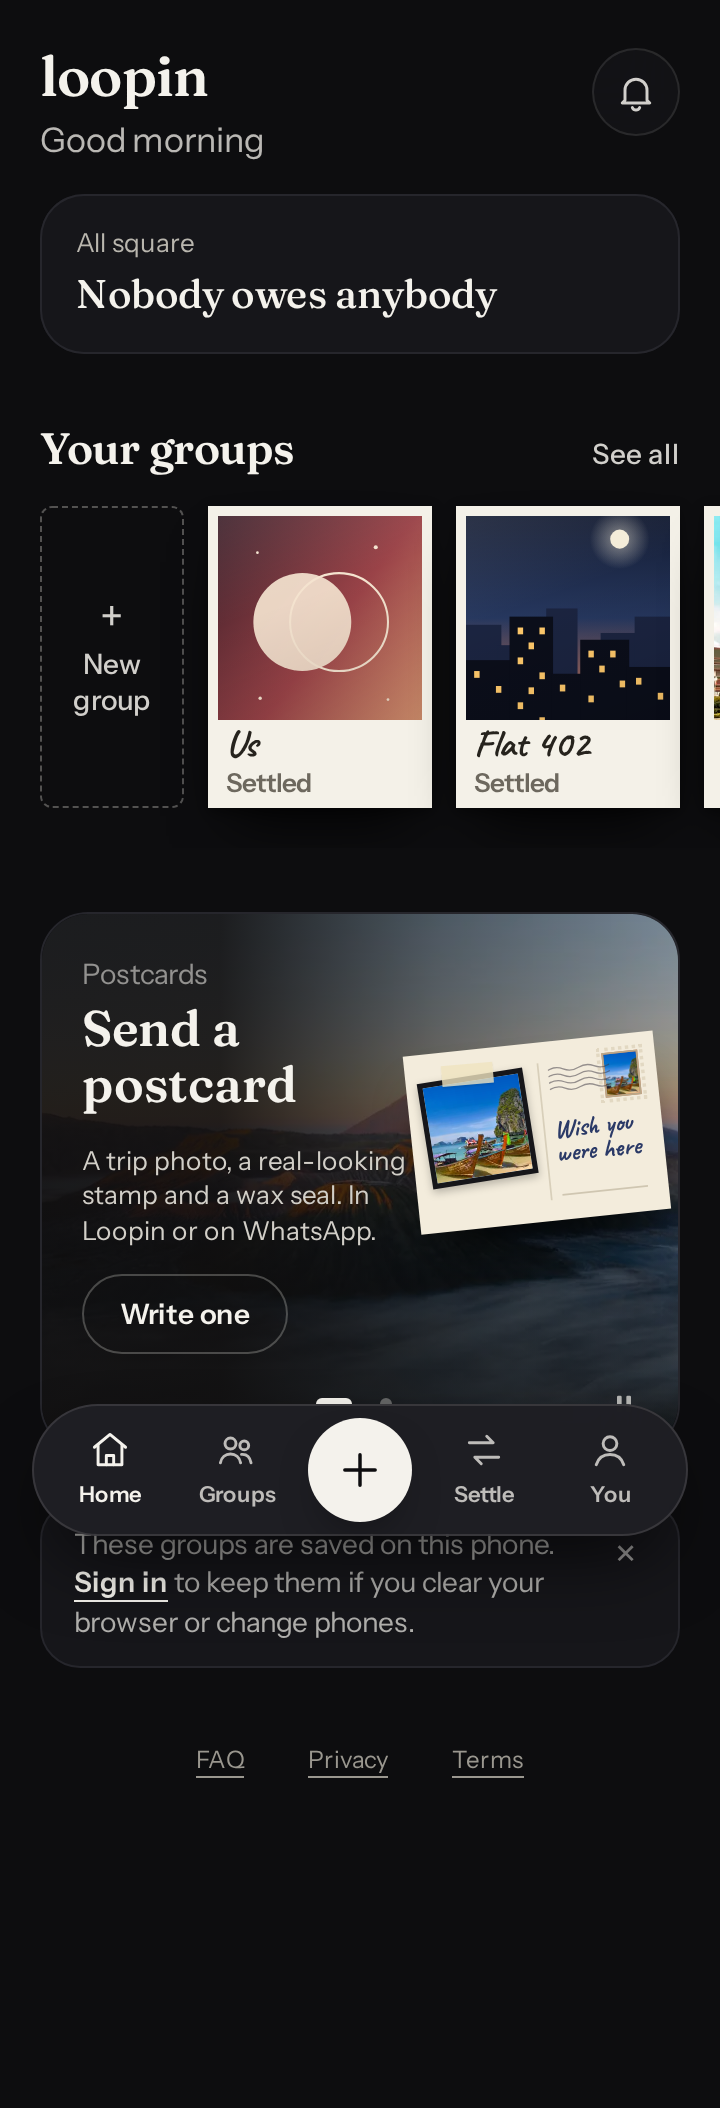 loopin
Good morning
All square
Nobody owes anybody
Your groups
See all
+
New
group
Us
Settled
Flat 402
Settled
Postcards
Send a
postcard
A trip photo, a real-looking
stamp and a wax seal. In
Loopin or on WhatsApp.
Wish you
were here
Write one
Home
Groups
Settle
You
These groups are saved on this phone.
Sign in to keep them if you clear your
browser or change phones.
FAQ
Privacy
Terms